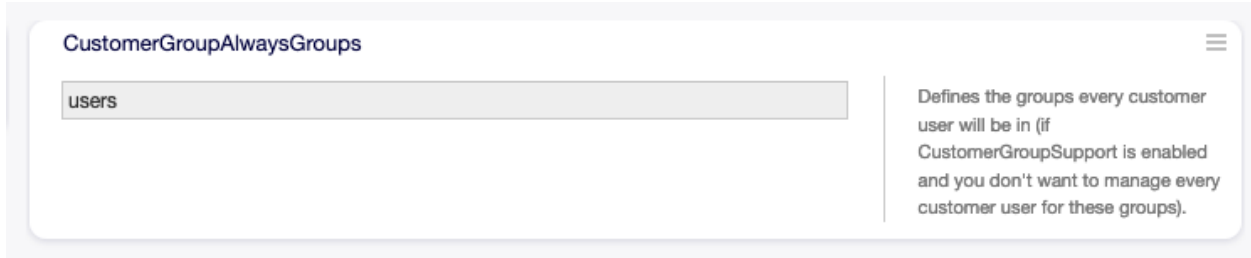 CustomerGroupAlwaysGroups
users
Defines the groups every customer
user will be in (if
CustomerGroupSupport is enabled
and you don't want to manage every
customer user for these groups).